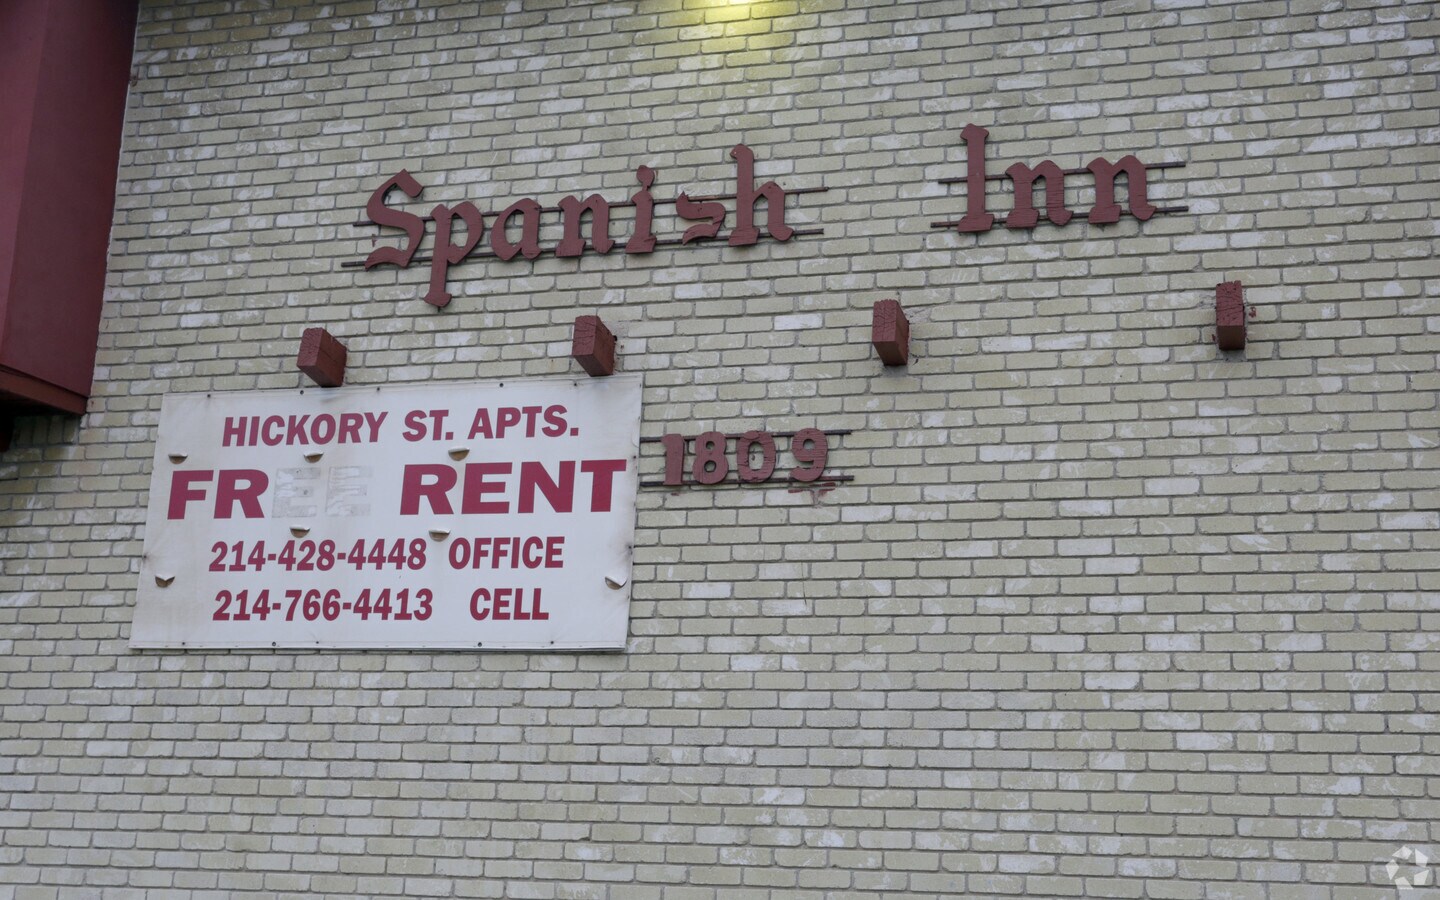 Spanish Inn
1809
HICKORY ST. APTS.
FREE RENT
214-428-4448 OFFICE
214-766-4413 CELL